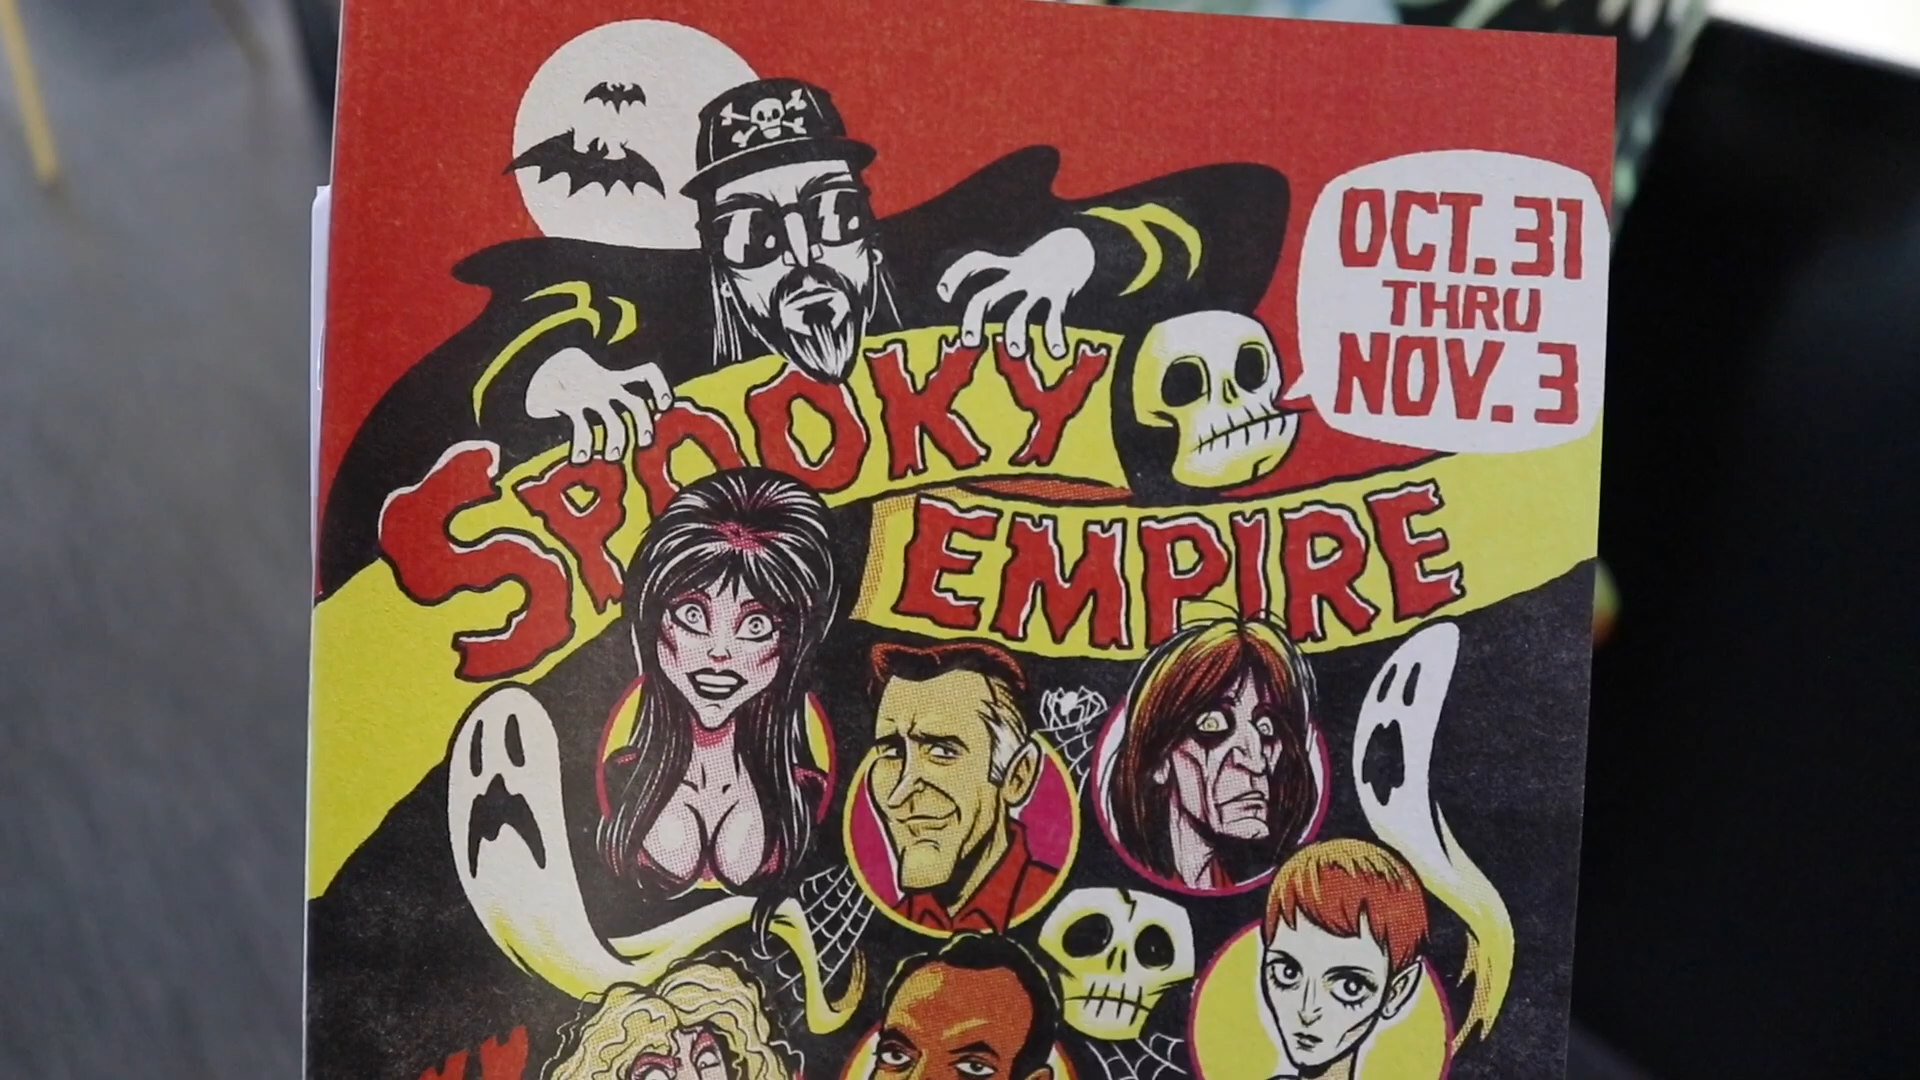 OCT. 31
THRU
NOV. 3
SPOOKY
EMPIRE